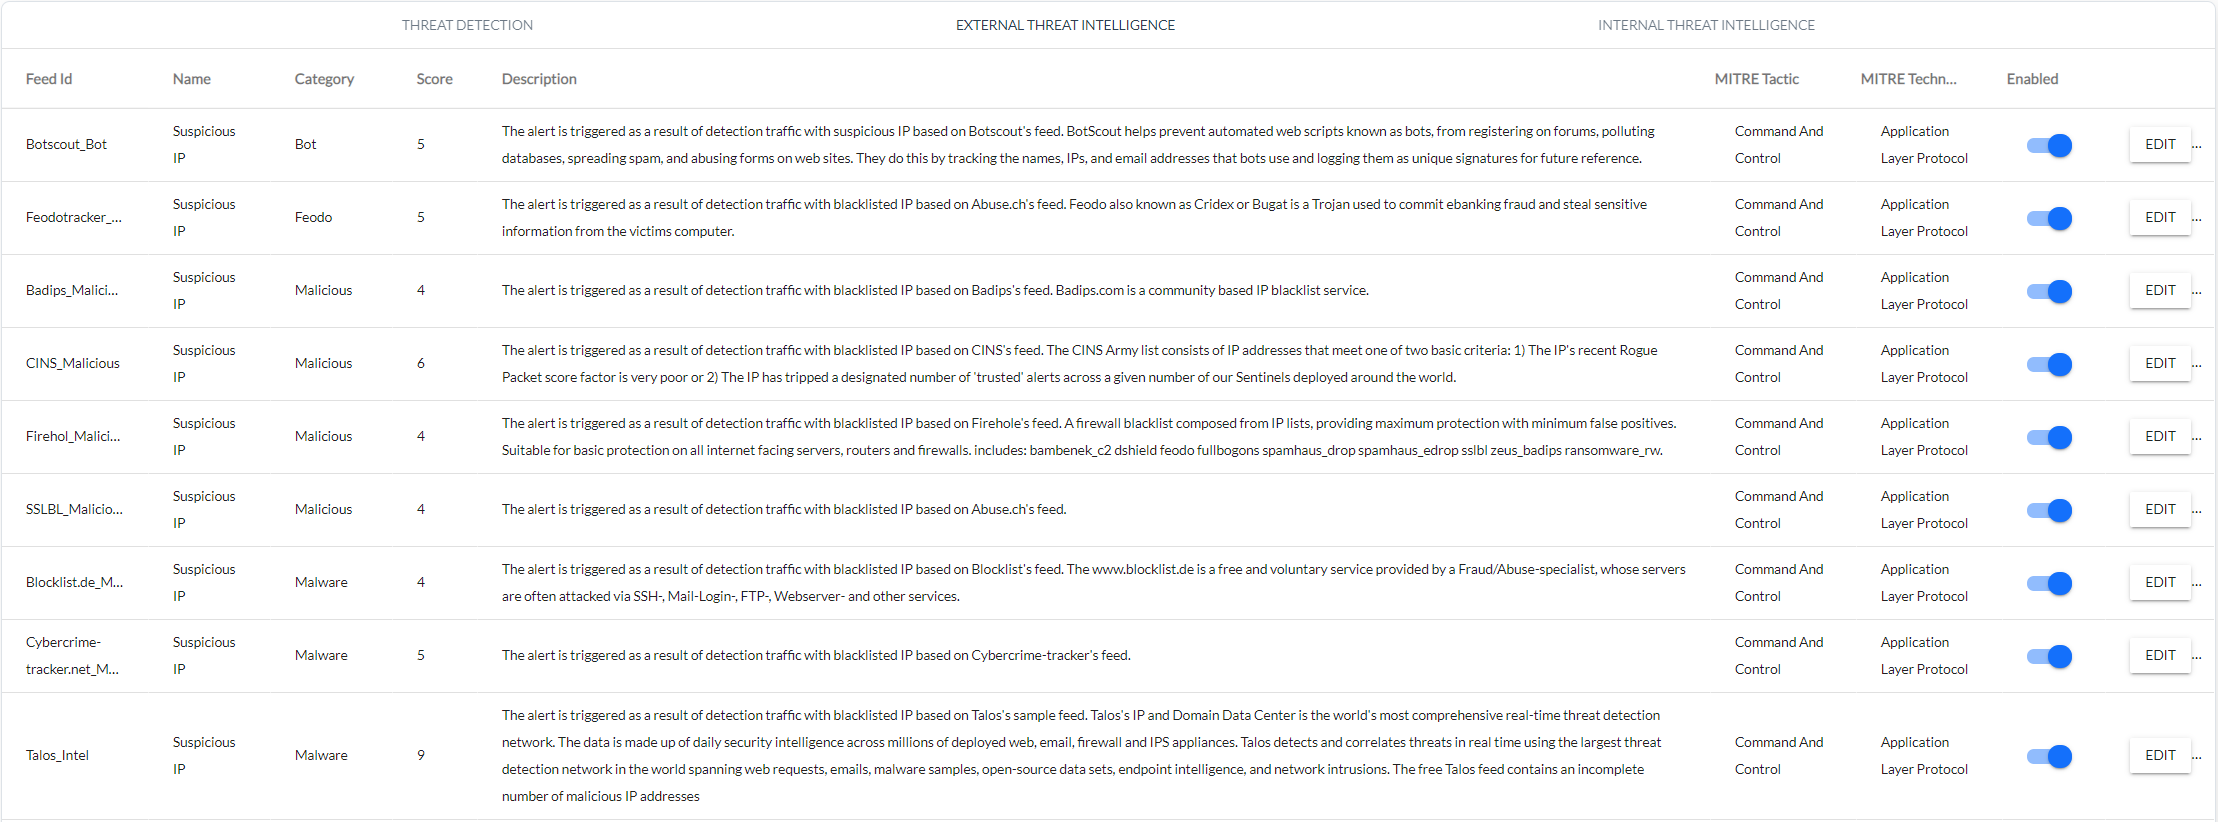 THREAT DETECTION EXTERNAL THREAT INTELLIGENCE INTERNAL THREAT INTELLIGENCE
Feed Id Name Category Score Description MITRE Tactic MITRE Techn... Enabled
Botscout_Bot
Suspicious
IP
Bot
5
The alert is triggered as a result of detection traffic with suspicious IP based on Botscout's feed. BotScout helps prevent automated web scripts known as bots, from registering on forums, polluting
databases, spreading spam, and abusing forms on web sites. They do this by tracking the names, IPs, and email addresses that bots use and logging them as unique signatures for future reference.
Command And
Control
Application
Layer Protocol
EDIT ...
Feodotracker_...
Suspicious
IP
Feodo
5
The alert is triggered as a result of detection traffic with blacklisted IP based on Abuse.ch's feed. Feodo also known as Cridex or Bugat is a Trojan used to commit ebanking fraud and steal sensitive
information from the victims computer.
Command And
Control
Application
Layer Protocol
EDIT ...
Badips_Malici...
Suspicious
IP
Malicious
4
The alert is triggered as a result of detection traffic with blacklisted IP based on Badips's feed. Badips.com is a community based IP blacklist service.
Command And
Control
Application
Layer Protocol
EDIT ...
CINS_Malicious
Suspicious
IP
Malicious
6
The alert is triggered as a result of detection traffic with blacklisted IP based on CINS's feed. The CINS Army list consists of IP addresses that meet one of two basic criteria: 1) The IP's recent Rogue
Packet score factor is very poor or 2) The IP has tripped a designated number of 'trusted' alerts across a given number of our Sentinels deployed around the world.
Command And
Control
Application
Layer Protocol
EDIT ...
Firehol_Malici...
Suspicious
IP
Malicious
4
The alert is triggered as a result of detection traffic with blacklisted IP based on Firehole's feed. A firewall blacklist composed from IP lists, providing maximum protection with minimum false positives.
Suitable for basic protection on all internet facing servers, routers and firewalls. includes: bambenek_c2 dshield feodo fullbogons spamhaus_drop spamhaus_edrop sslbl zeus_badips ransomware_rw.
Command And
Control
Application
Layer Protocol
EDIT ...
SSLBL_Malicio...
Suspicious
IP
Malicious
4
The alert is triggered as a result of detection traffic with blacklisted IP based on Abuse.ch's feed.
Command And
Control
Application
Layer Protocol
EDIT ...
Blocklist.de_M...
Suspicious
IP
Malware
4
The alert is triggered as a result of detection traffic with blacklisted IP based on Blocklist's feed. The www.blocklist.de is a free and voluntary service provided by a Fraud/Abuse-specialist, whose servers
are often attacked via SSH-, Mail-Login-, FTP-, Webserver- and other services.
Command And
Control
Application
Layer Protocol
EDIT ...
Cybercrime-
tracker.net_M...
Suspicious
IP
Malware
5
The alert is triggered as a result of detection traffic with blacklisted IP based on Cybercrime-tracker's feed.
Command And
Control
Application
Layer Protocol
EDIT ...
Talos_Intel
Suspicious
IP
Malware
9
The alert is triggered as a result of detection traffic with blacklisted IP based on Talos's sample feed. Talos's IP and Domain Data Center is the world's most comprehensive real-time threat detection
network. The data is made up of daily security intelligence across millions of deployed web, email, firewall and IPS appliances. Talos detects and correlates threats in real time using the largest threat
detection network in the world spanning web requests, emails, malware samples, open-source data sets, endpoint intelligence, and network intrusions. The free Talos feed contains an incomplete
number of malicious IP addresses
Command And
Control
Application
Layer Protocol
EDIT ...